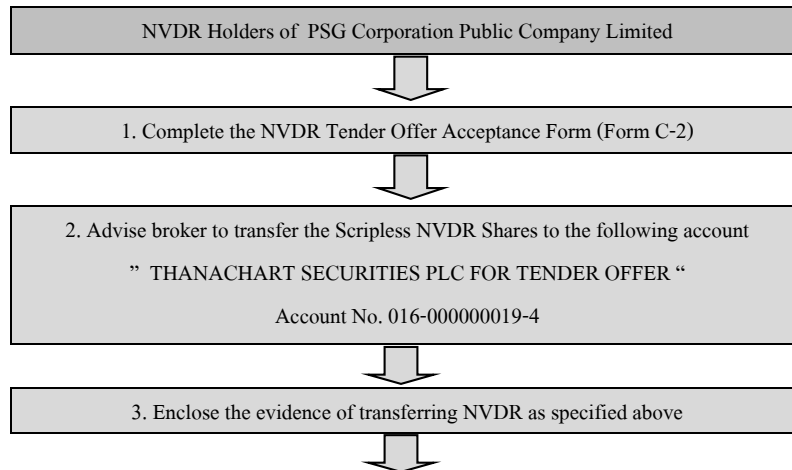 NVDR Holders of PSG Corporation Public Company Limited
1. Complete the NVDR Tender Offer Acceptance Form (Form C-2)
2. Advise broker to transfer the Scripless NVDR Shares to the following account
” THANACHART SECURITIES PLC FOR TENDER OFFER “
Account No. 016-000000019-4
3. Enclose the evidence of transferring NVDR as specified above